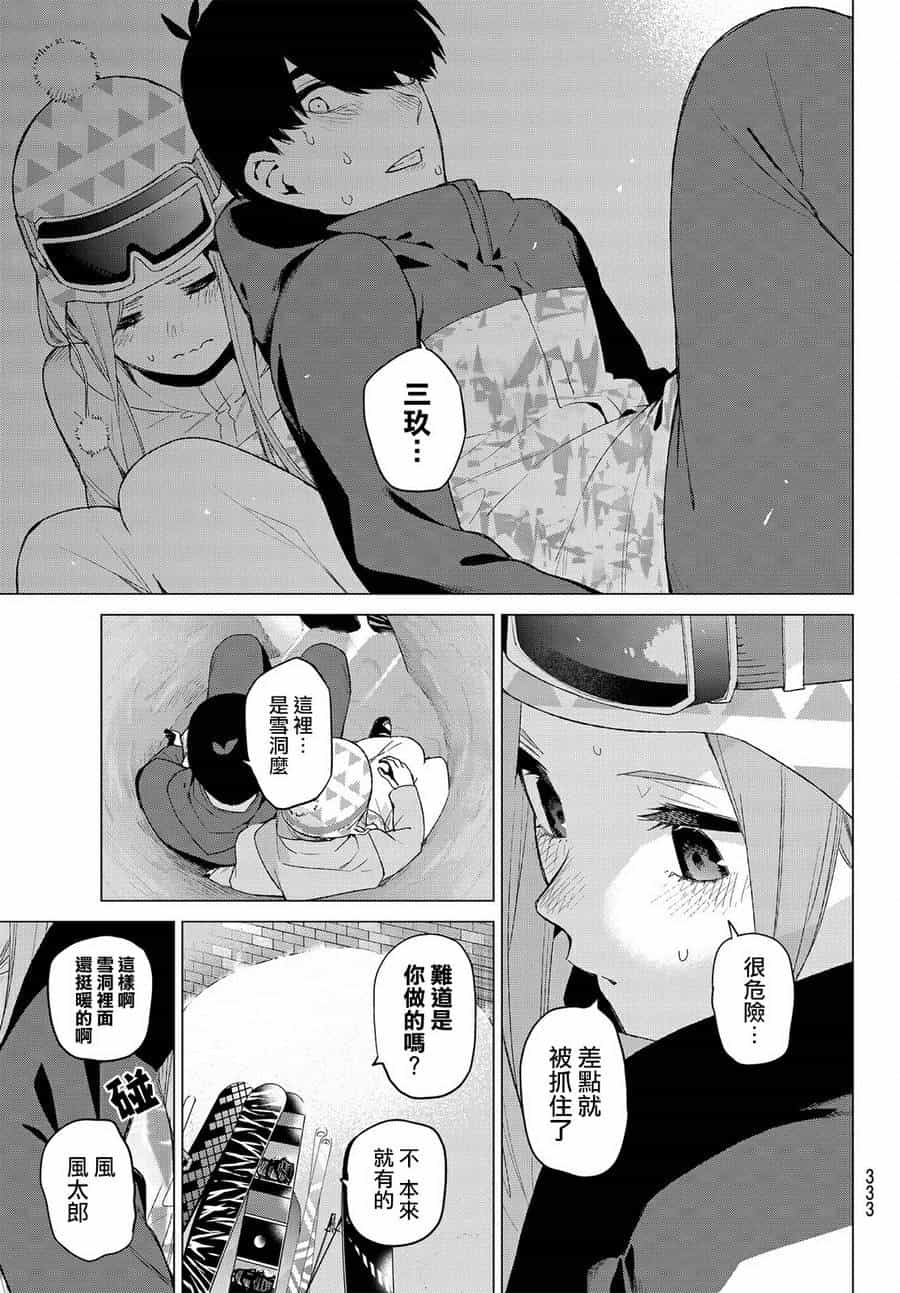 三玖…
很危險…
差點就
被抓住了
這裡…
是雪洞麼
難道是
你做的嗎？
不 本來
就有的
這樣啊
雪洞裡面
還挺暖的啊
碰
風
風太郎
333